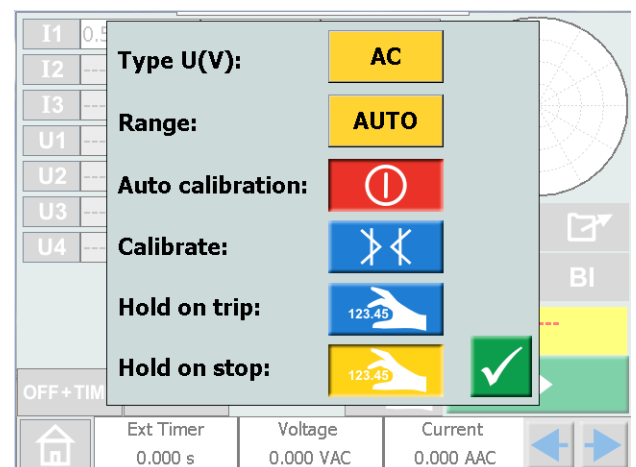 I1 0.5
I2 ---
I3 ---
U1 ---
U2 ---
U3 ---
U4 ---
Type U(V): AC
Range: AUTO
Auto calibration:
Calibrate:
Hold on trip: 123.45
Hold on stop: 123.45
BI
---
OFF+TIM
Ext Timer Voltage Current
0.000 s 0.000 VAC 0.000 AAC